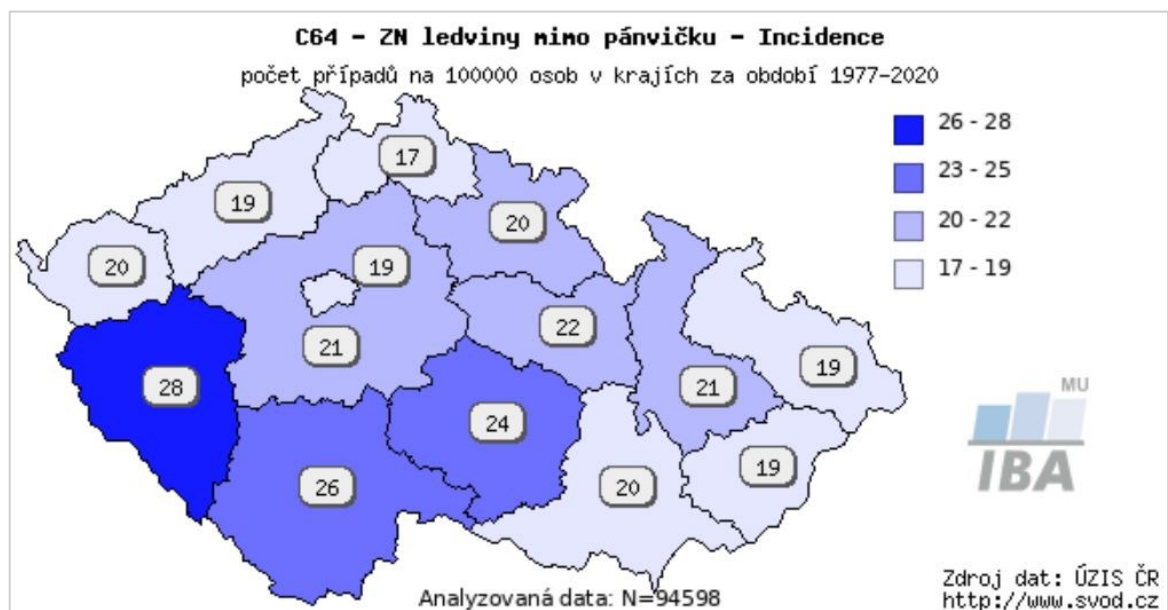 C64 - ZN ledviny mimo pánvičku - Incidence
počet případů na 100000 osob v krajích za období 1977-2020
26 - 28
23 - 25
20 - 22
17 - 19
17
19
20
20
19
21
22
28
24
21
19
26
20
19
MU
IBA
Analyzovaná data: N=94598
Zdroj dat: ÚZIS ČR
http://www.svod.cz